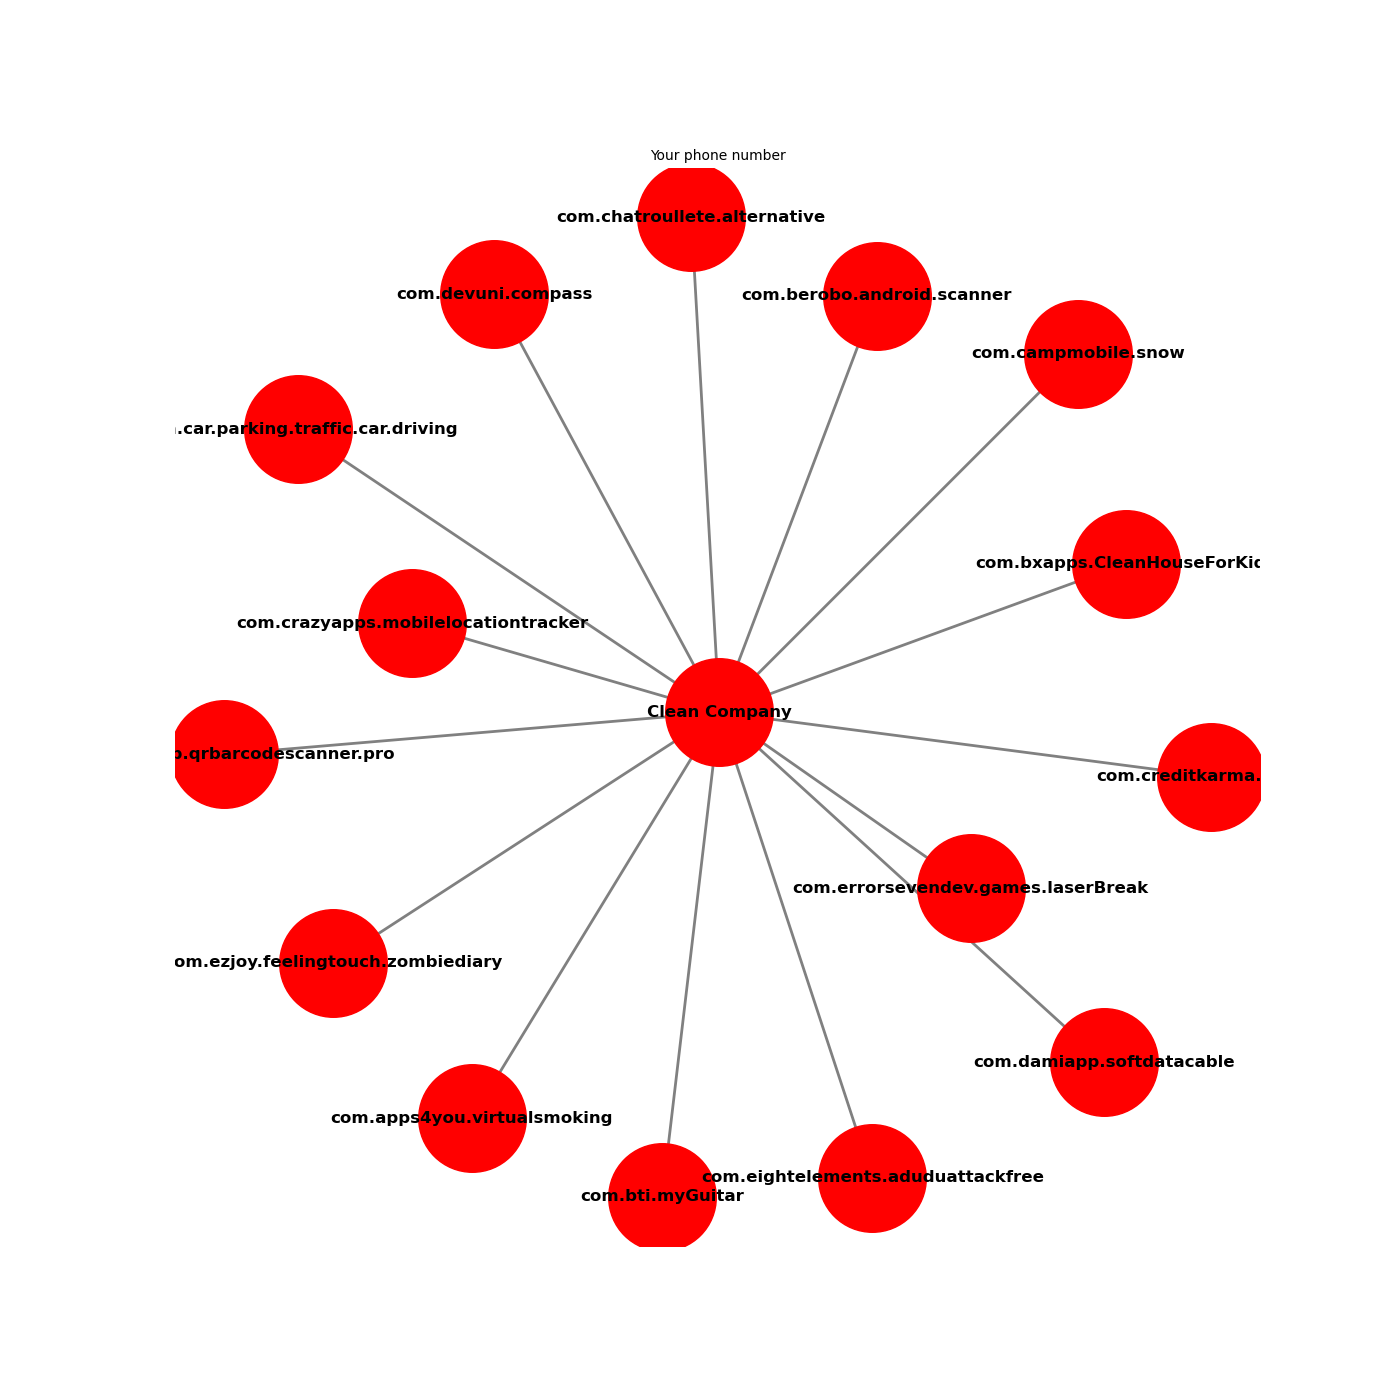 Your phone number
com.chatroullete.alternative
com.devuni.compass
com.berobo.android.scanner
com.campmobile.snow
.car.parking.traffic.car.driving
com.bxapps.CleanHouseForKi
com.crazyapps.mobilelocationtracker
Clean Company
.qrbarcodescanner.pro
com.creditkarma.
com.errorsevendev.games.laserBreak
om.ezjoy.feelingtouch.zombiediary
com.damiapp.softdatacable
com.apps4you.virtualsmoking
com.eightelements.aduduattackfree
com.bti.myGuitar